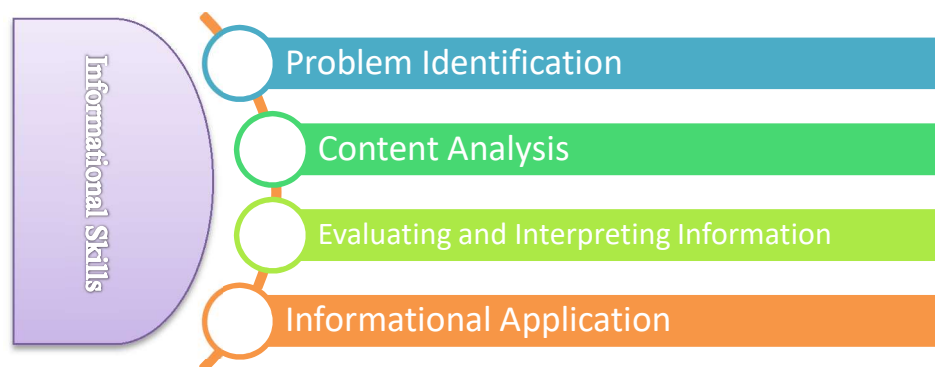 Informational Skills
Problem Identification
Content Analysis
Evaluating and Interpreting Information
Informational Application